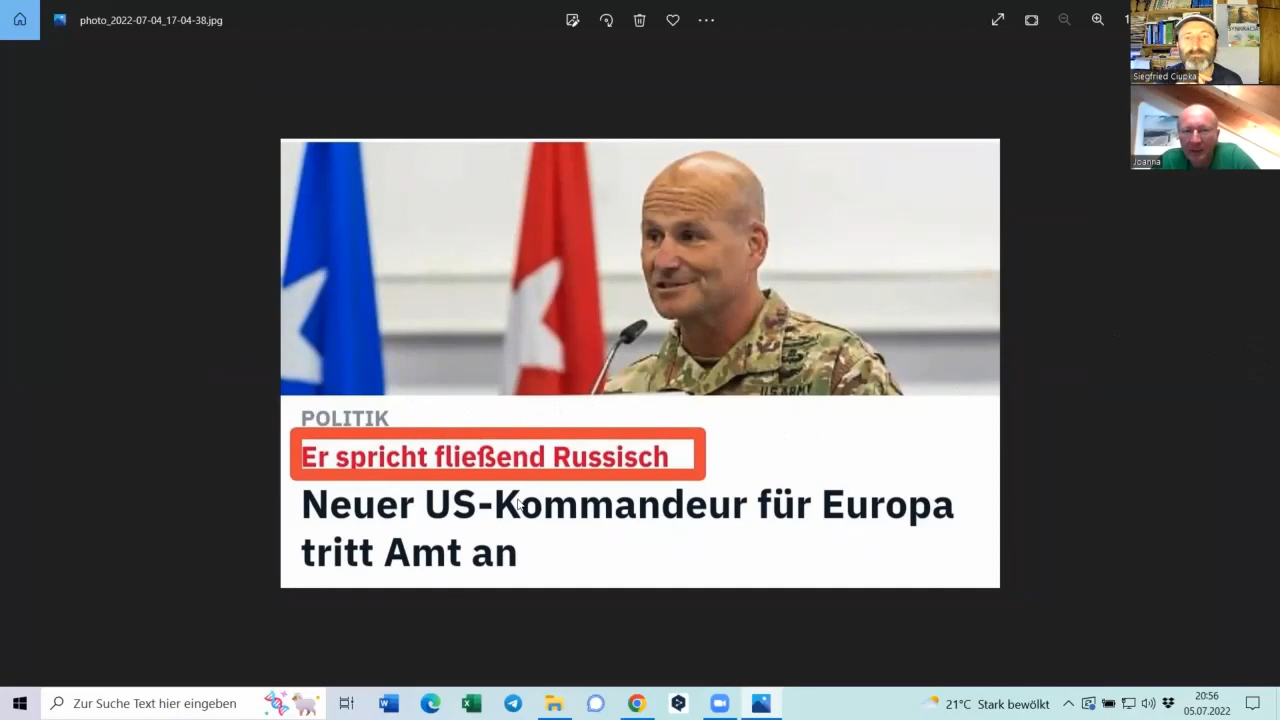 photo_2022-07-04_17-04-38.jpg
Siegfried Ciupka
Joanna
U.S. ARMY
POLITIK
Er spricht fließend Russisch
Neuer US-Kommandeur für Europa
tritt Amt an
Zur Suche Text hier eingeben
21°C Stark bewölkt
20:56
05.07.2022